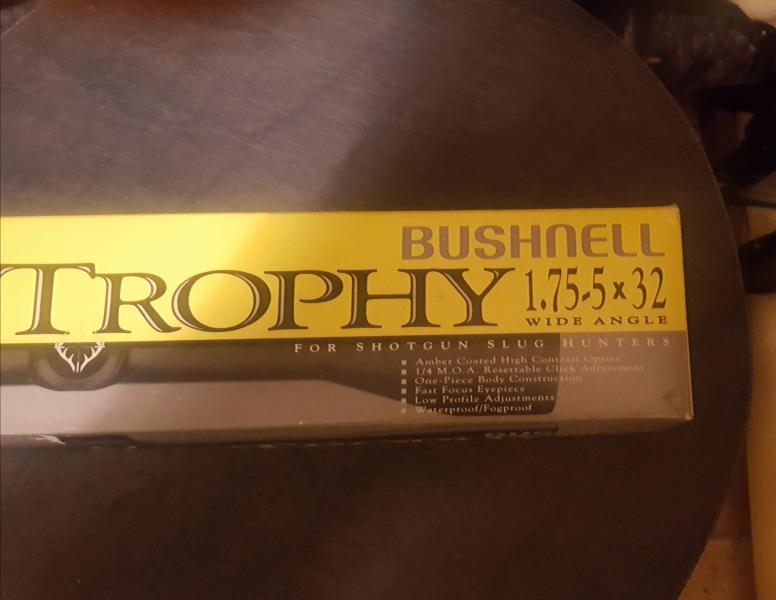 BUSHNELL
TROPHY 1.75-5x32
WIDE ANGLE
FOR SHOTGUN SLUG HUNTERS
Amber Coated High Contrast Optics
1/4 M.O.A. Resettable Click Adjustment
One-Piece Body Construction
Fast Focus Eyepiece
Low Profile Adjustments
Waterproof/Fogproof